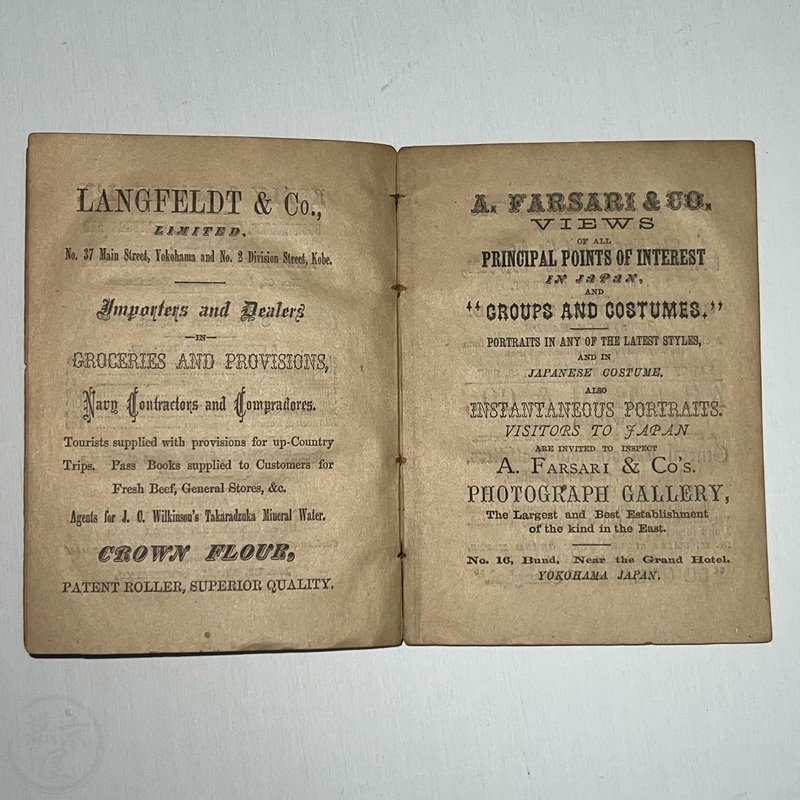 LANGFELDT & Co.,
LIMITED.
No. 37 Main Street, Yokohama and No. 2 Division Street, Kobe.
Importers and Dealers
—IN—
GROCERIES AND PROVISIONS,
Navy Contractors and Compradores.
Tourists supplied with provisions for up-Country
Trips. Pass Books supplied to Customers for
Fresh Beef, General Stores, &c.
Agents for J. C. Wilkinson's Takaradzuka Mineral Water.
CROWN FLOUR,
PATENT ROLLER, SUPERIOR QUALITY.
A. FARSARI & CO.
VIEWS
OF ALL
PRINCIPAL POINTS OF INTEREST
IN JAPAN,
AND
"GROUPS AND COSTUMES."
PORTRAITS IN ANY OF THE LATEST STYLES,
AND IN
JAPANESE COSTUME.
ALSO
INSTANTANEOUS PORTRAITS.
VISITORS TO JAPAN
ARE INVITED TO INSPECT
A. FARSARI & CO'S.
PHOTOGRAPH GALLERY,
The Largest and Best Establishment
of the kind in the East.
No. 16, Bund, Near the Grand Hotel.
YOKOHAMA JAPAN.